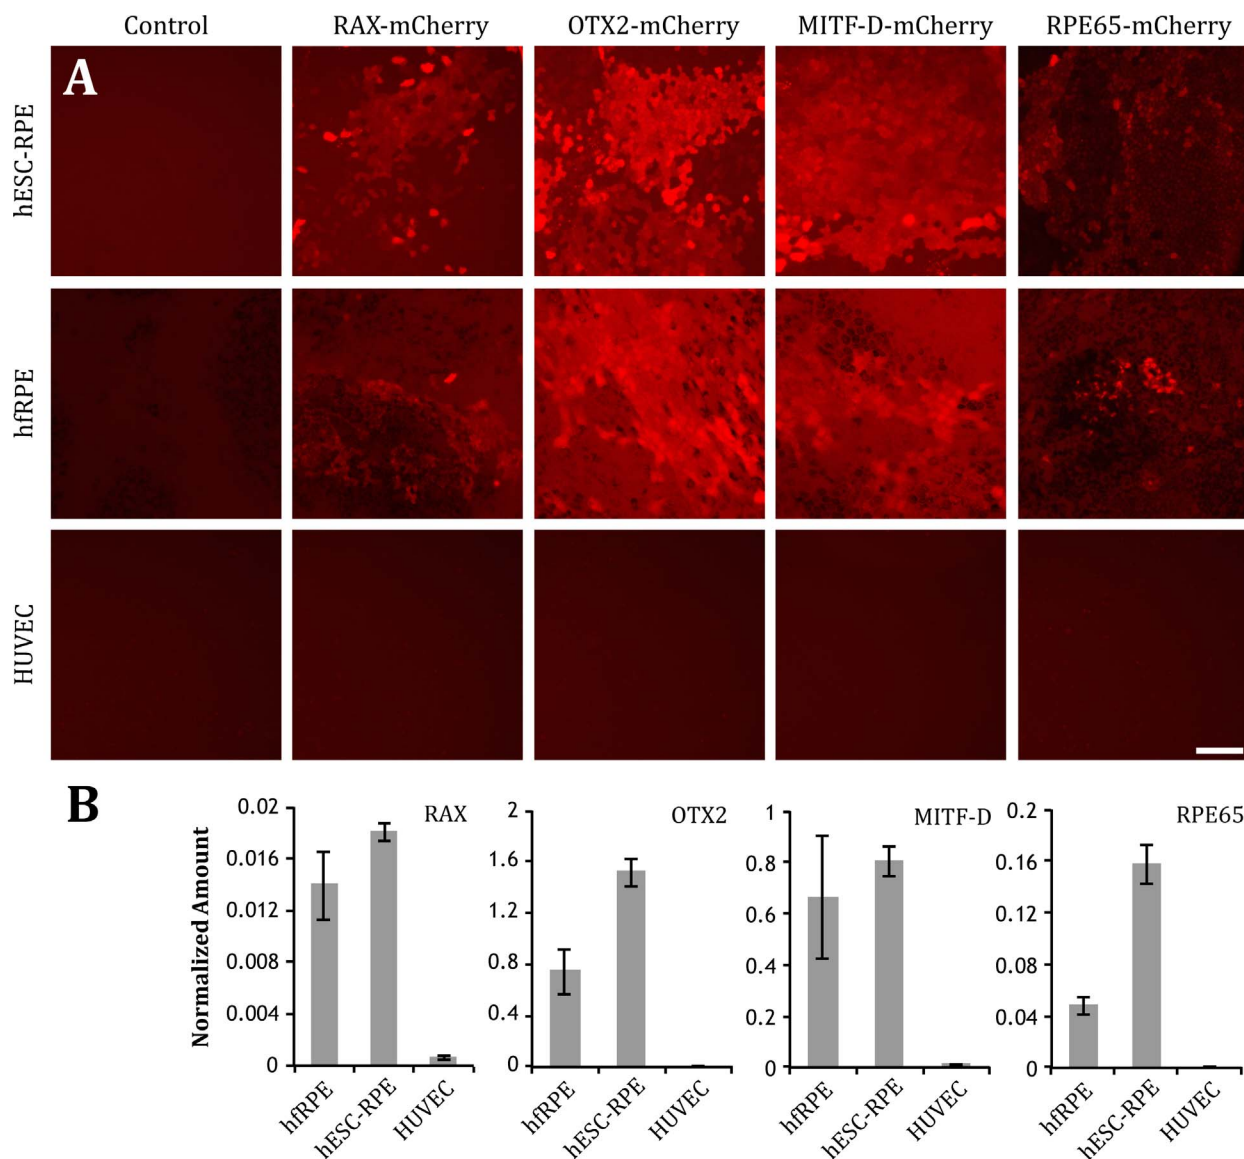 Control RAX-mCherry OTX2-mCherry MITF-D-mCherry RPE65-mCherry
A
hESC-RPE
hfRPE
HUVEC
B
Normalized Amount
RAX
0.02
0.016
0.012
0.008
0.004
0
hfRPE
hESC-RPE
HUVEC
OTX2
2
1.6
1.2
0.8
0.4
0
hfRPE
hESC-RPE
HUVEC
MITF-D
1
0.8
0.6
0.4
0.2
0
hfRPE
hESC-RPE
HUVEC
RPE65
0.2
0.16
0.12
0.08
0.04
0
hfRPE
hESC-RPE
HUVEC